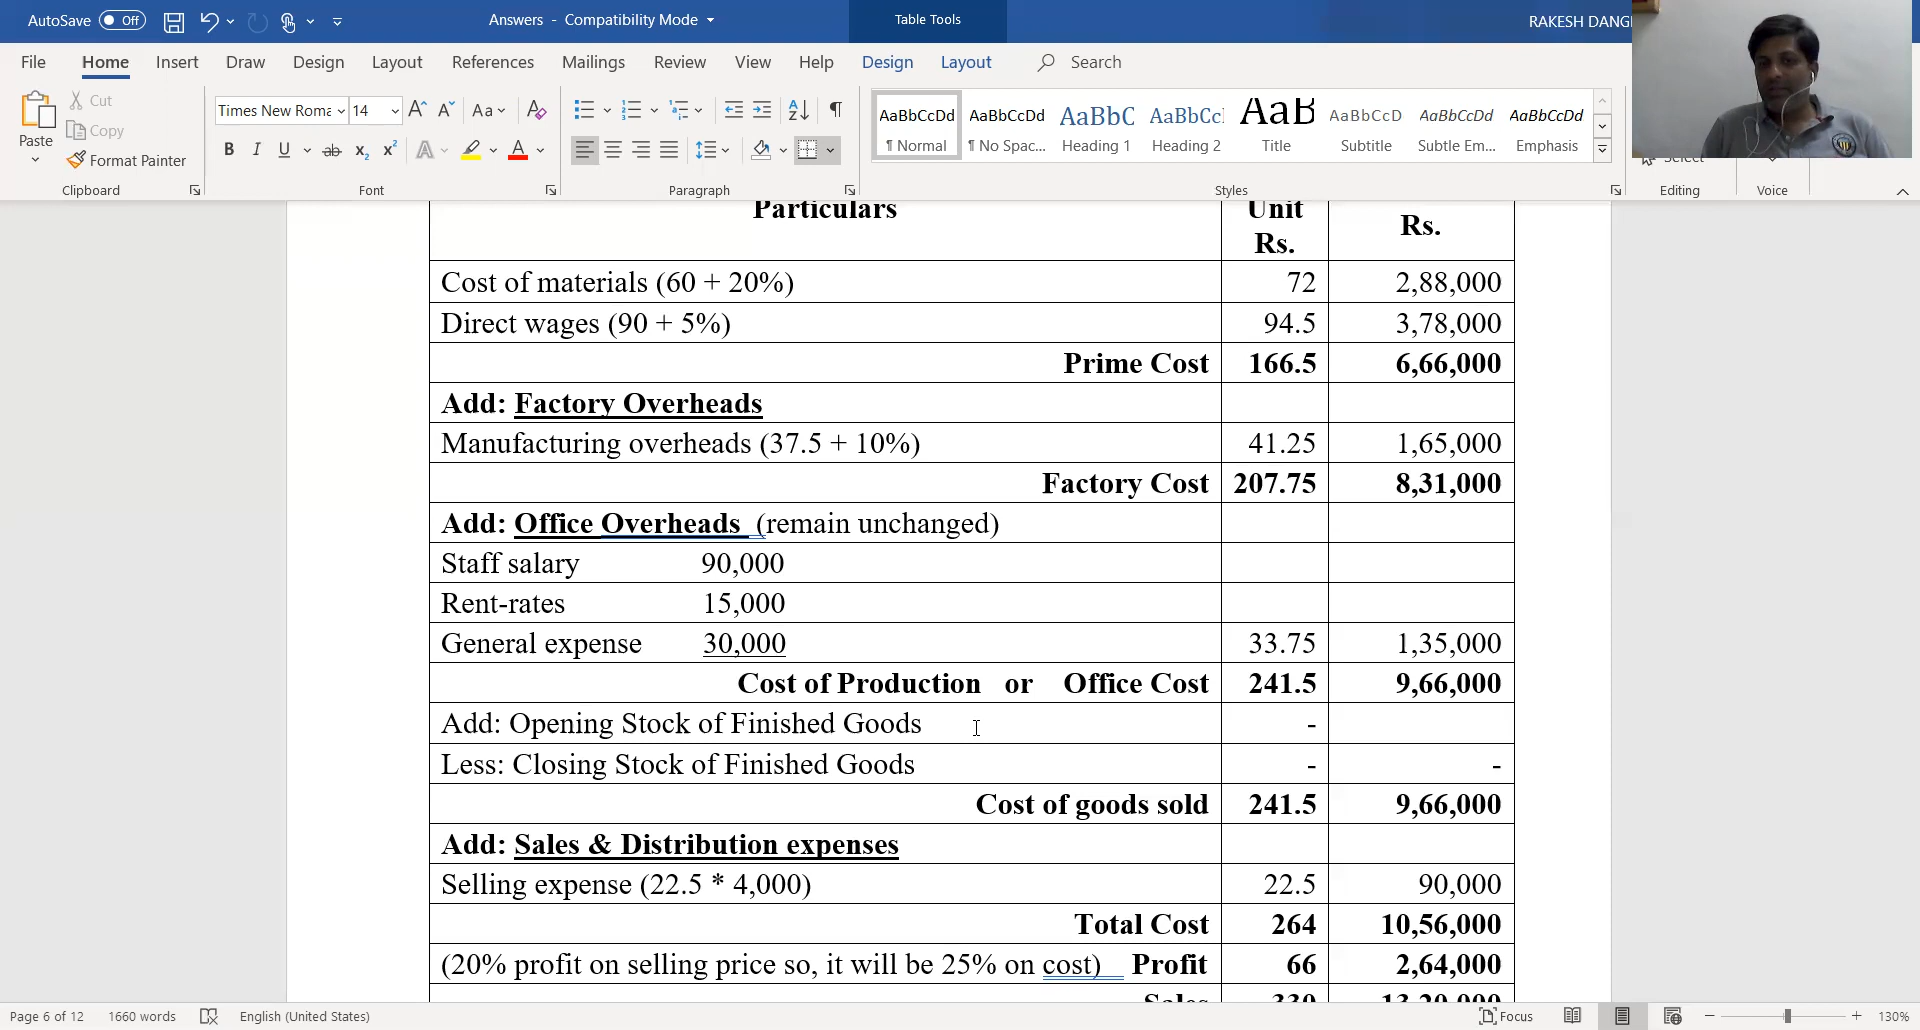 AutoSave Off Answers - Compatibility Mode Table Tools RAKESH DANG
File Home Insert Draw Design Layout References Mailings Review View Help Design Layout Search
Cut
Copy
Paste
Format Painter
Clipboard
Times New Roma 14
Font
Paragraph
AaBbCcDd AaBbCcDd AaBbC AaBbCcI AaB AaBbCcD AaBbCcDd AaBbCcDd
¶ Normal ¶ No Spac... Heading 1 Heading 2 Title Subtitle Subtle Em... Emphasis
Styles
Select
Editing
Voice
Particulars Unit Rs. Rs.
Cost of materials (60 + 20%) 72 2,88,000
Direct wages (90 + 5%) 94.5 3,78,000
Prime Cost 166.5 6,66,000
Add: Factory Overheads
Manufacturing overheads (37.5 + 10%) 41.25 1,65,000
Factory Cost 207.75 8,31,000
Add: Office Overheads (remain unchanged)
Staff salary 90,000
Rent-rates 15,000
General expense 30,000 33.75 1,35,000
Cost of Production or Office Cost 241.5 9,66,000
Add: Opening Stock of Finished Goods -
Less: Closing Stock of Finished Goods - -
Cost of goods sold 241.5 9,66,000
Add: Sales & Distribution expenses
Selling expense (22.5 * 4,000) 22.5 90,000
Total Cost 264 10,56,000
(20% profit on selling price so, it will be 25% on cost) Profit 66 2,64,000
Sales 330 13,20,000
Page 6 of 12 1660 words English (United States) Focus 130%